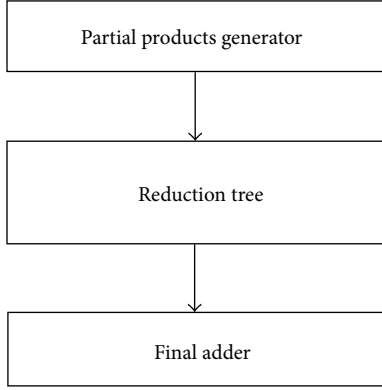 Partial products generator
Reduction tree
Final adder